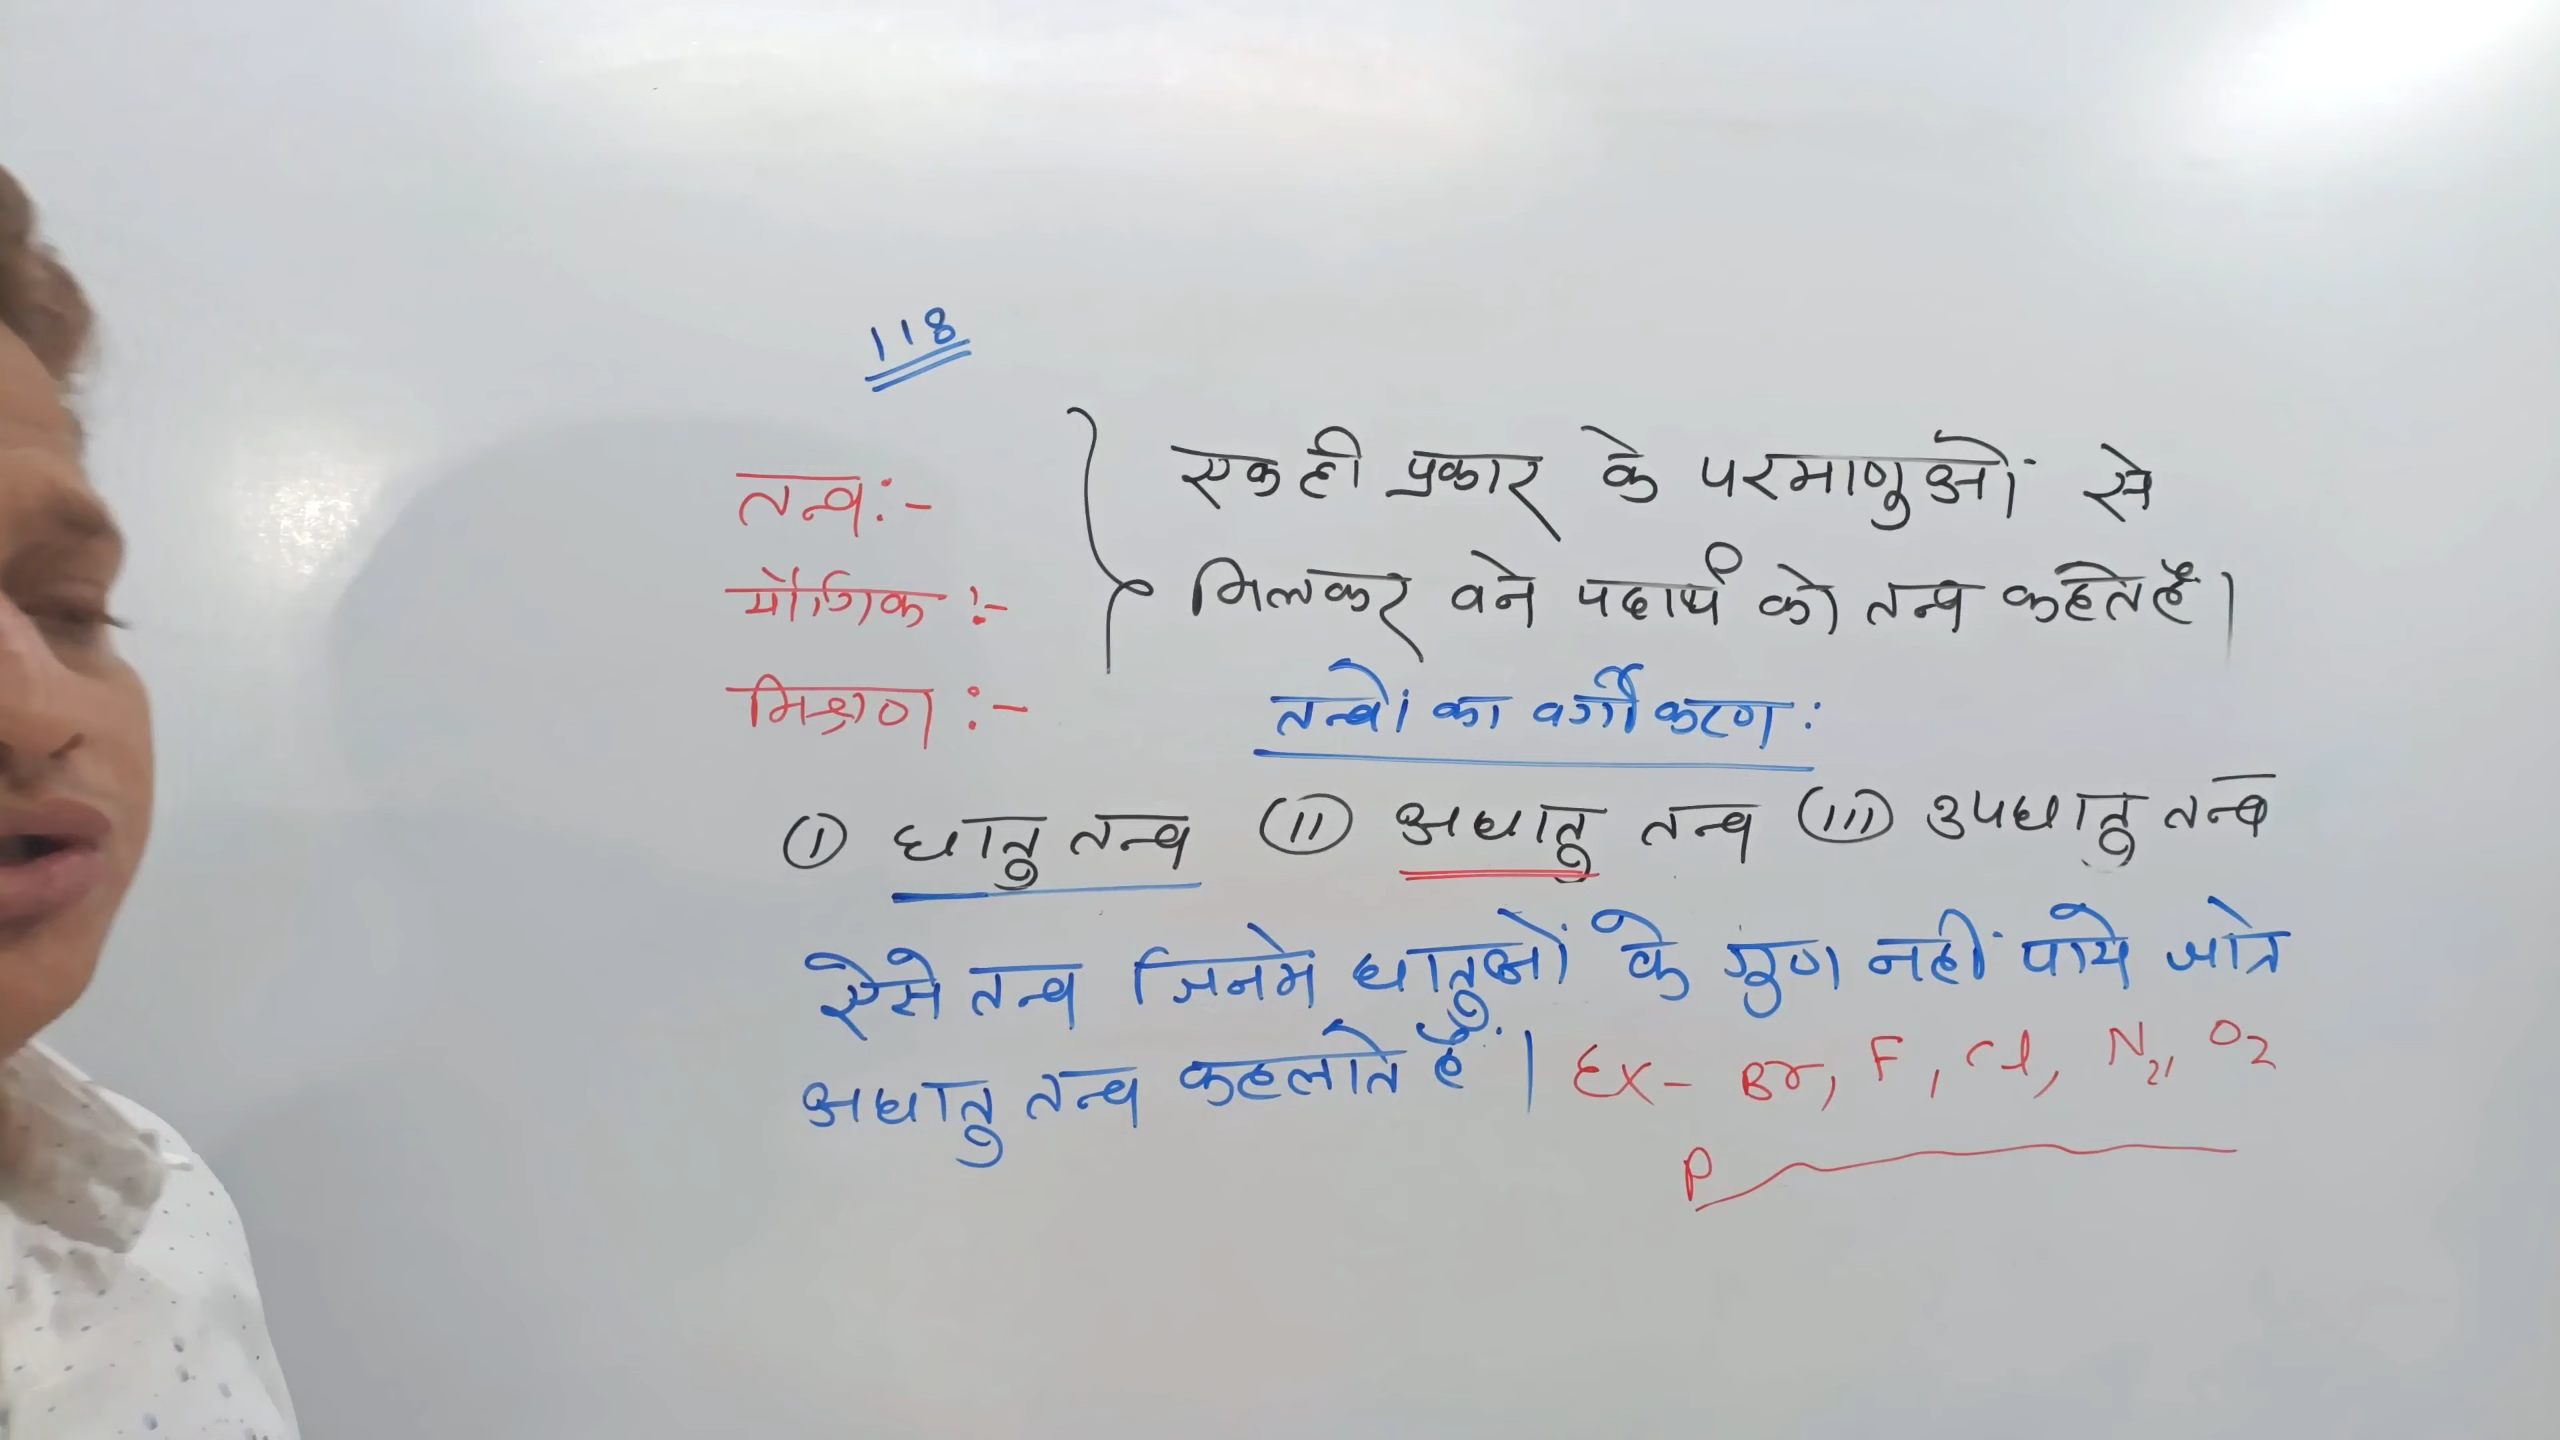 118
तत्व :-
यौगिक :-
मिश्रण :-
एक ही प्रकार के परमाणुओं से
मिलकर वने पदार्थ को तत्व कहते है।
तत्वों का वर्गीकरण :
(I) धातु तत्व (II) अधातु तत्व (III) उपधातु तत्व
ऐसे तत्व जिनमे धातुओं के गुण नहीं पाये जाते
अधातु तत्व कहलाते हैं। Ex- Br, F, Cl, N2, O2
P